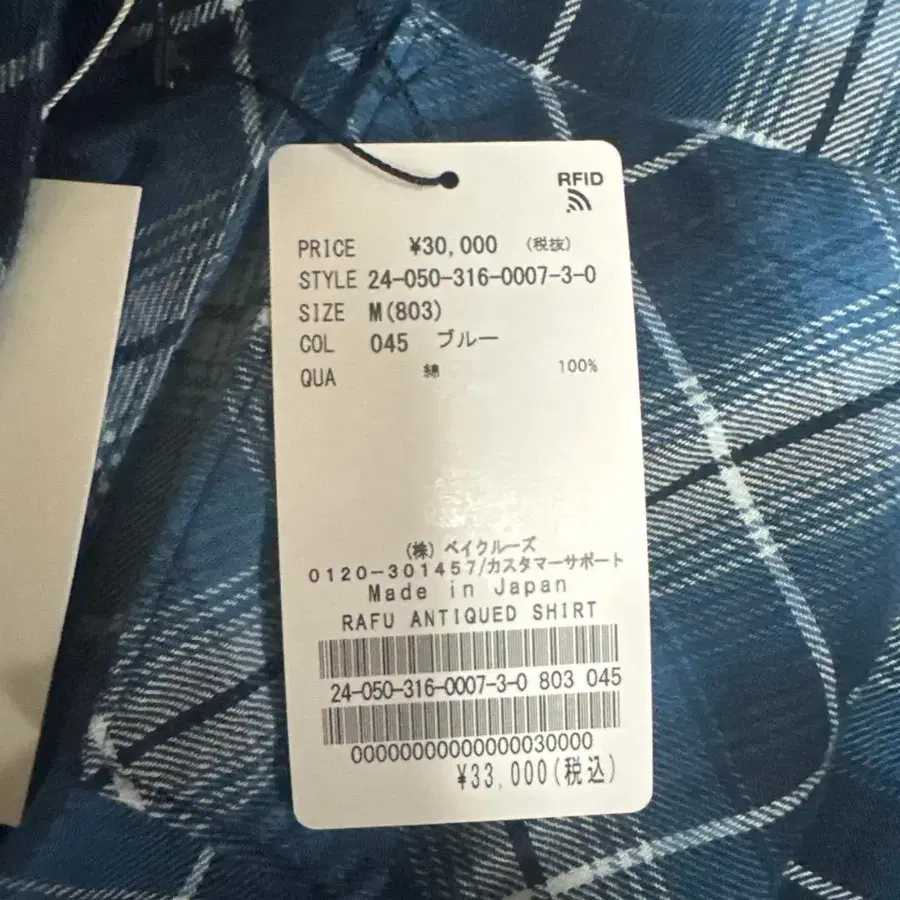 RFID
PRICE ¥30,000 (税抜)
STYLE 24-050-316-0007-3-0
SIZE M(803)
COL 045 ブルー
QUA 綿 100%
(株) ベイクルーズ
0120-301457/カスタマーサポート
Made in Japan
RAFU ANTIQUED SHIRT
24-050-316-0007-3-0 803 045
00000000000000030000
¥33,000(税込)